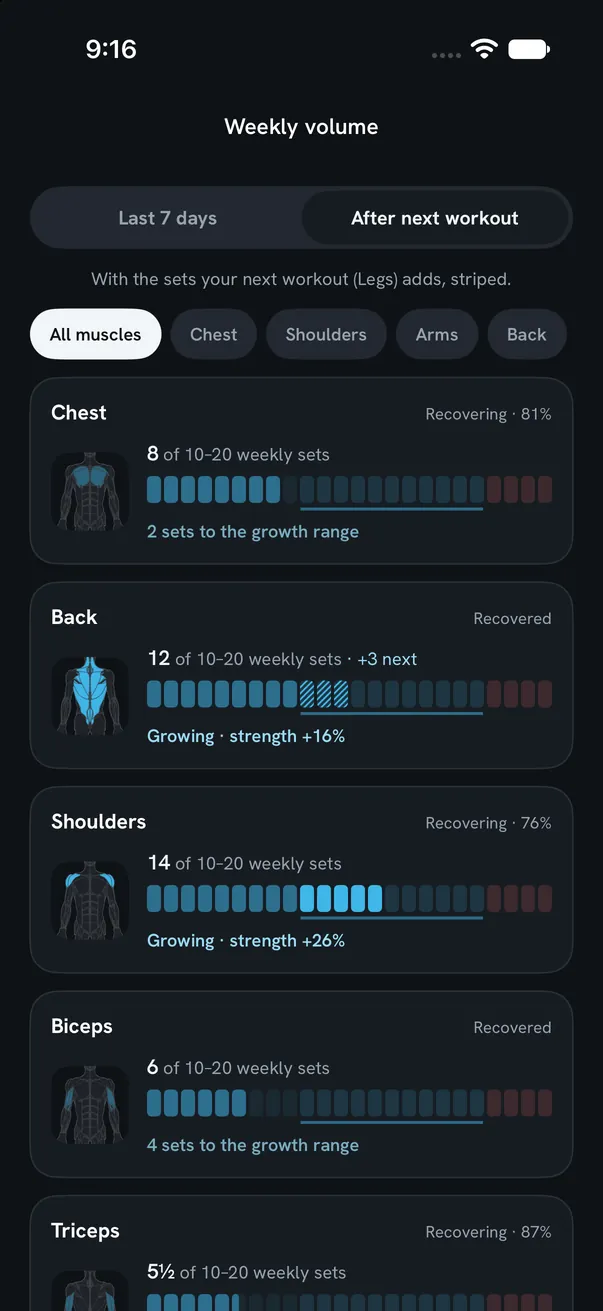 9:16
Weekly volume
Last 7 days
After next workout
With the sets your next workout (Legs) adds, striped.
All muscles
Chest
Shoulders
Arms
Back
Chest
Recovering · 81%
8 of 10–20 weekly sets
2 sets to the growth range
Back
Recovered
12 of 10–20 weekly sets · +3 next
Growing · strength +16%
Shoulders
Recovering · 76%
14 of 10–20 weekly sets
Growing · strength +26%
Biceps
Recovered
6 of 10–20 weekly sets
4 sets to the growth range
Triceps
Recovering · 87%
5½ of 10–20 weekly sets